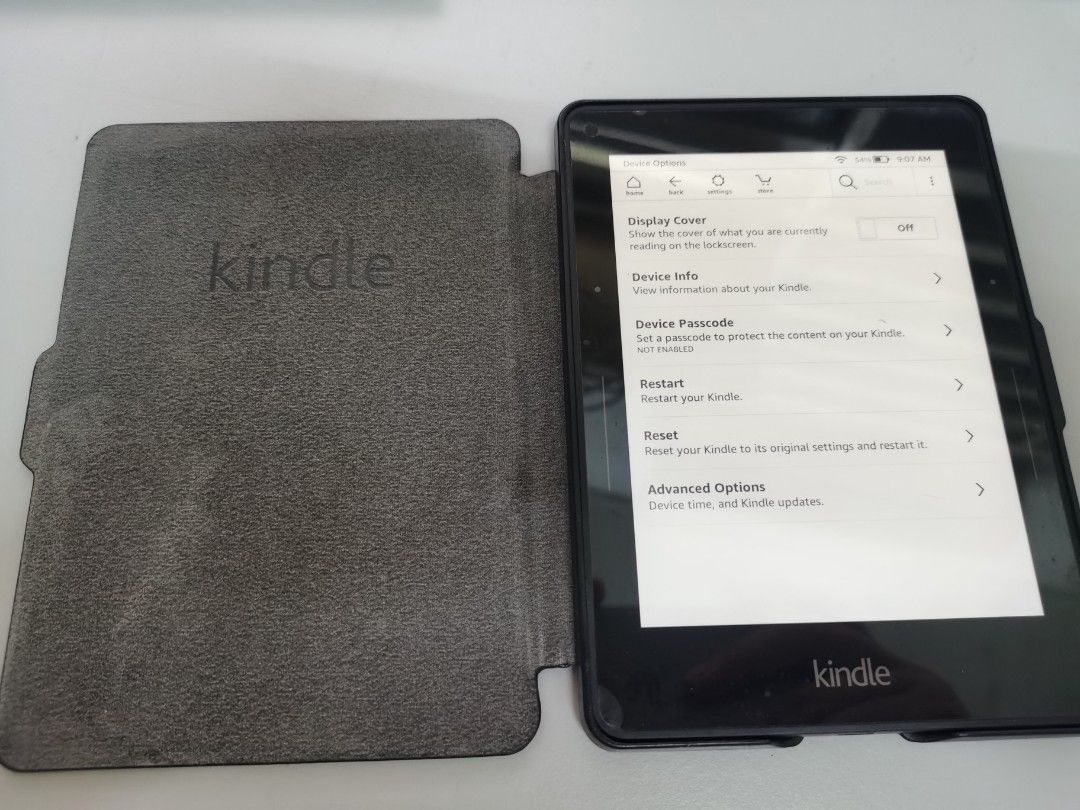 kindle
Device Options
54% 9:07 AM
home back settings store Search
Display Cover
Show the cover of what you are currently
reading on the lockscreen.
Off
Device Info
View information about your Kindle.
Device Passcode
Set a passcode to protect the content on your Kindle.
NOT ENABLED
Restart
Restart your Kindle.
Reset
Reset your Kindle to its original settings and restart it.
Advanced Options
Device time, and Kindle updates.
kindle